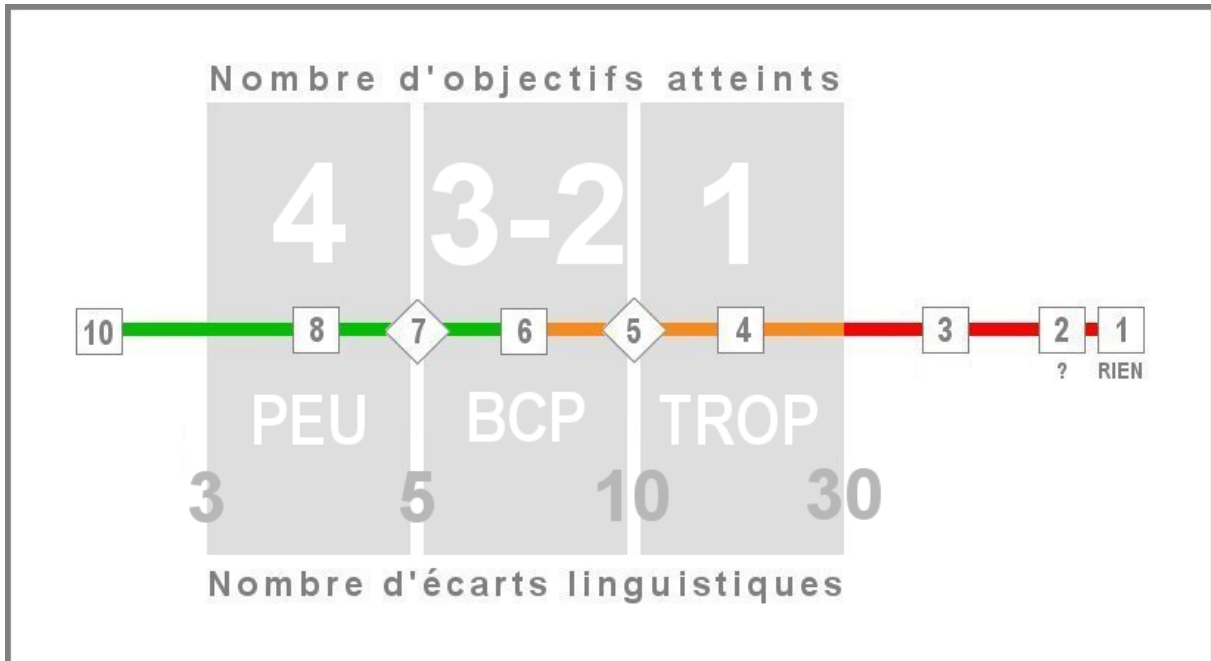 Nombre d'objectifs atteints
4 3-2 1
10 8 7 6 5 4 3 2 1
? RIEN
PEU BCP TROP
3 5 10 30
Nombre d'écarts linguistiques